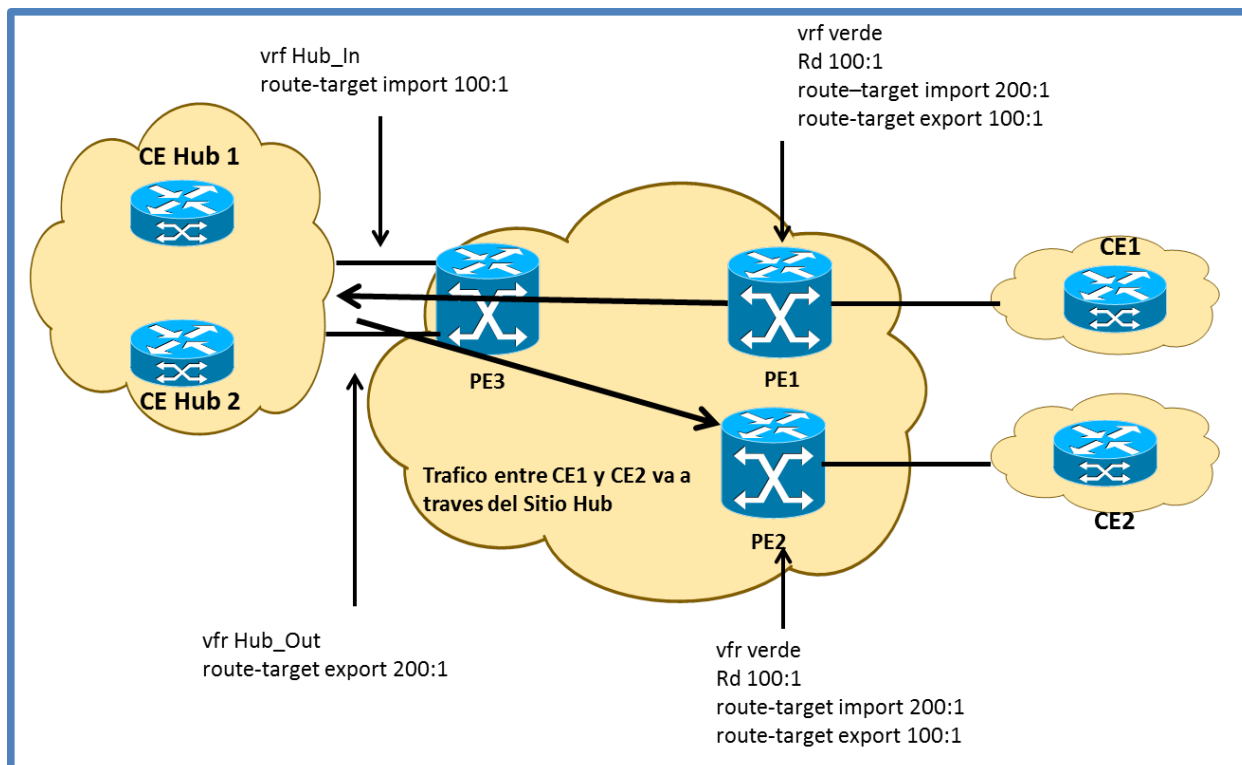 vrf Hub_In
route-target import 100:1
vrf verde
Rd 100:1
route–target import 200:1
route-target export 100:1
CE Hub 1
CE Hub 2
PE3
PE1
CE1
Trafico entre CE1 y CE2 va a
traves del Sitio Hub
PE2
CE2
vfr Hub_Out
route-target export 200:1
vfr verde
Rd 100:1
route-target import 200:1
route-target export 100:1